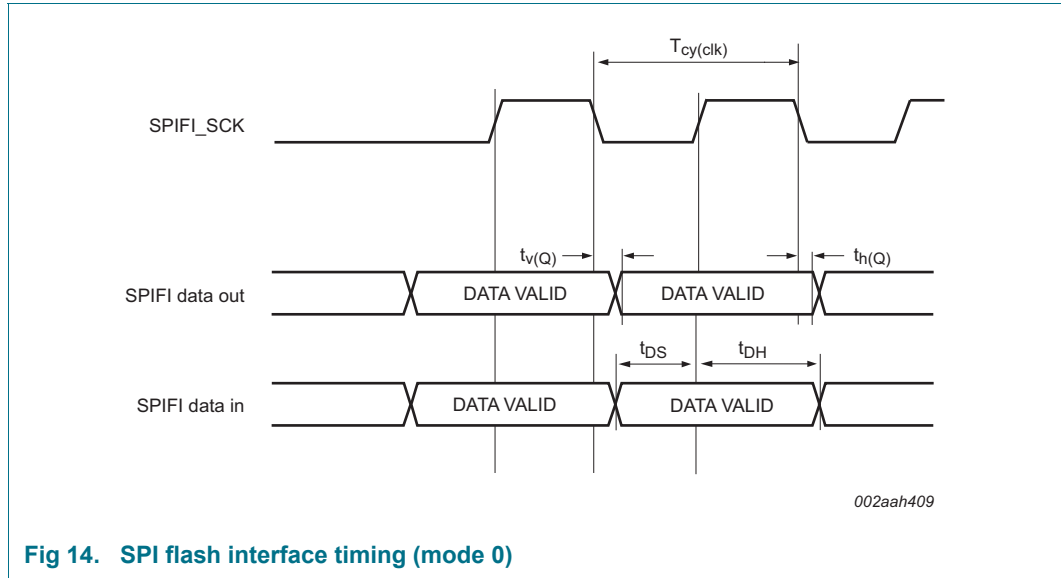 Tcy(clk)
SPIFI_SCK
tv(Q)
th(Q)
SPIFI data out
DATA VALID
DATA VALID
tDS
tDH
SPIFI data in
DATA VALID
DATA VALID
002aah409
Fig 14. SPI flash interface timing (mode 0)